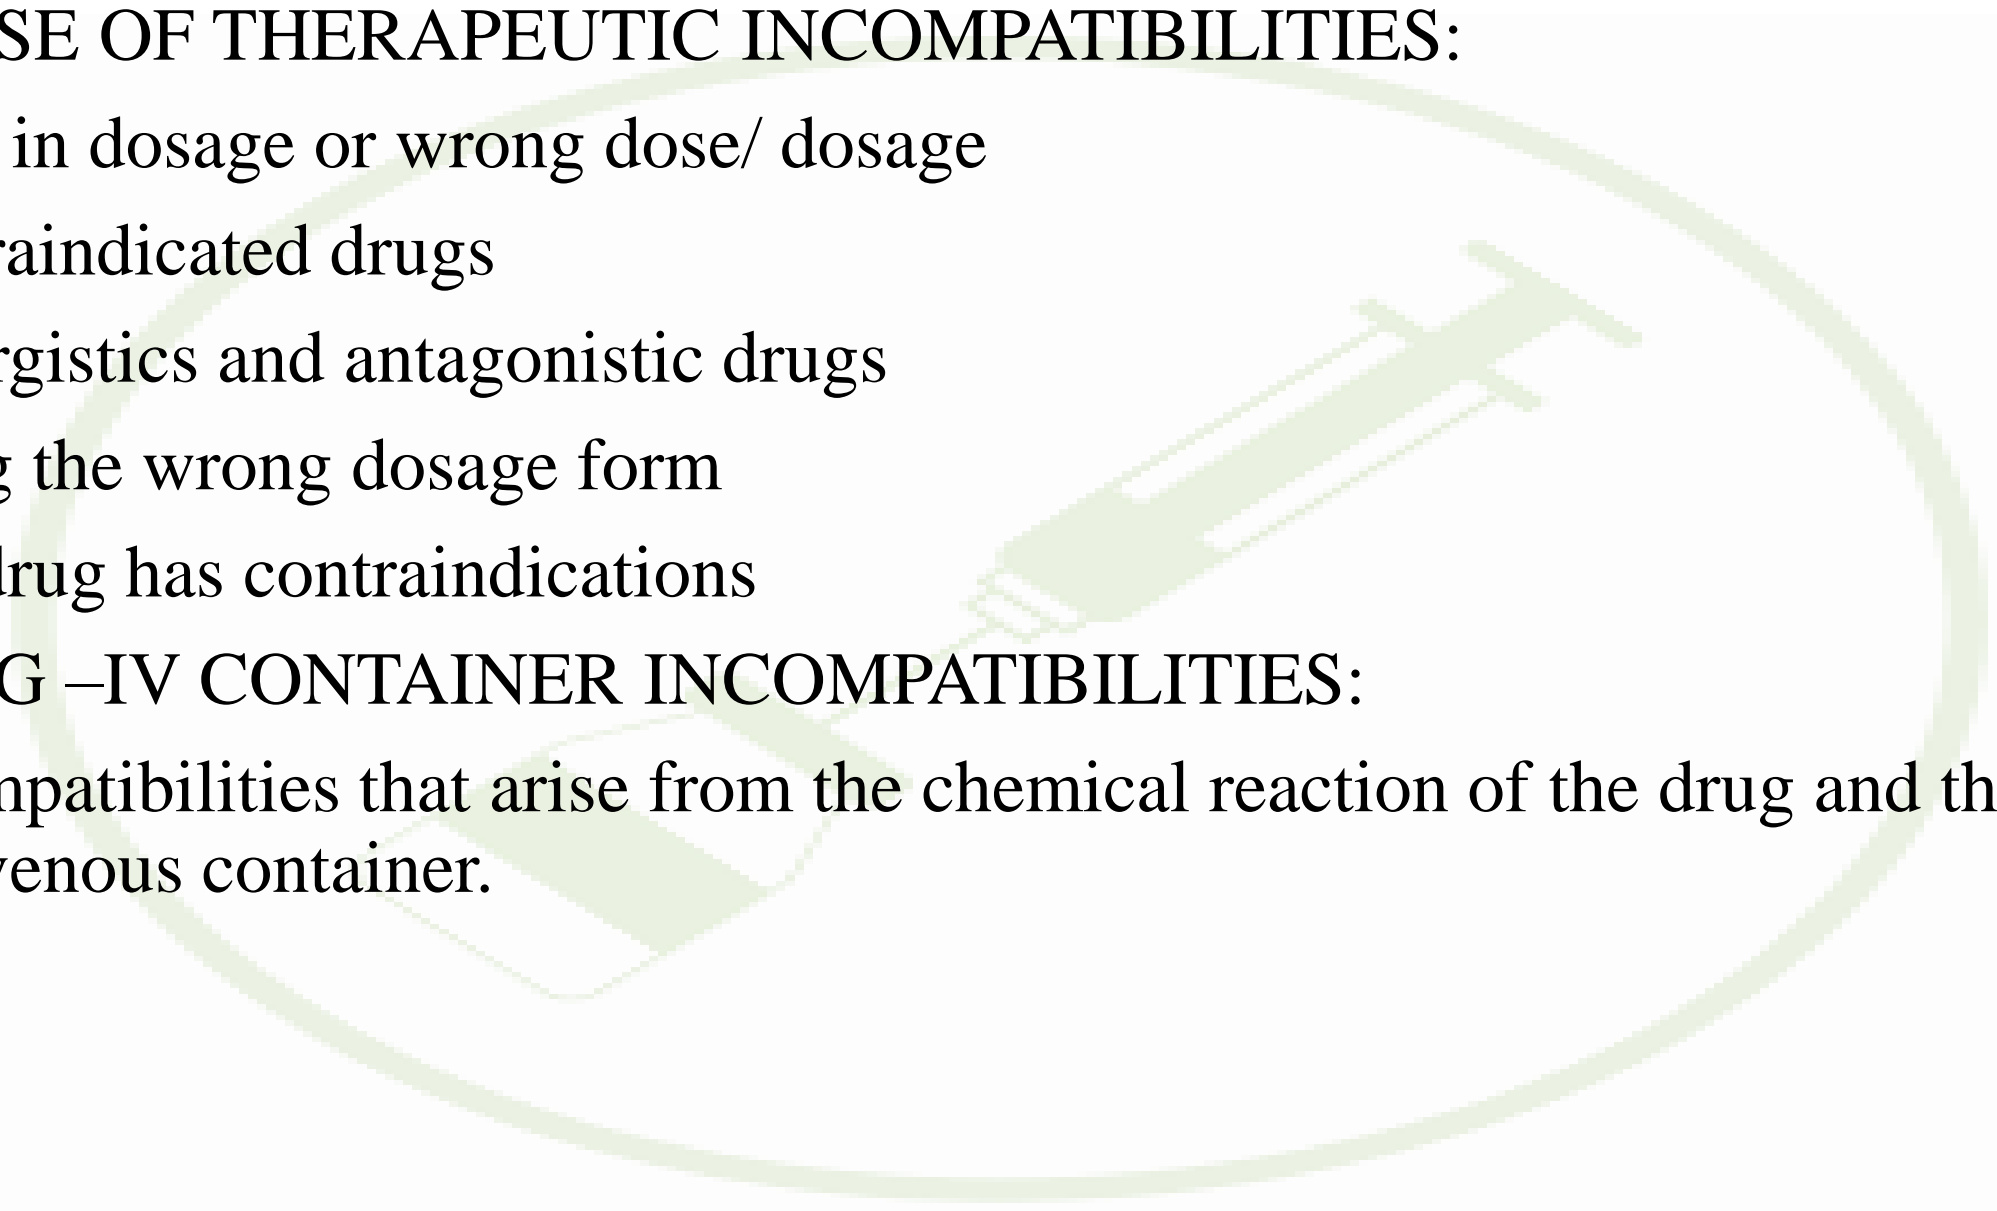 SE OF THERAPEUTIC INCOMPATIBILITIES:
in dosage or wrong dose/ dosage
raindicated drugs
rgistics and antagonistic drugs
g the wrong dosage form
drug has contraindications
G –IV CONTAINER INCOMPATIBILITIES:
mpatibilities that arise from the chemical reaction of the drug and th
venous container.